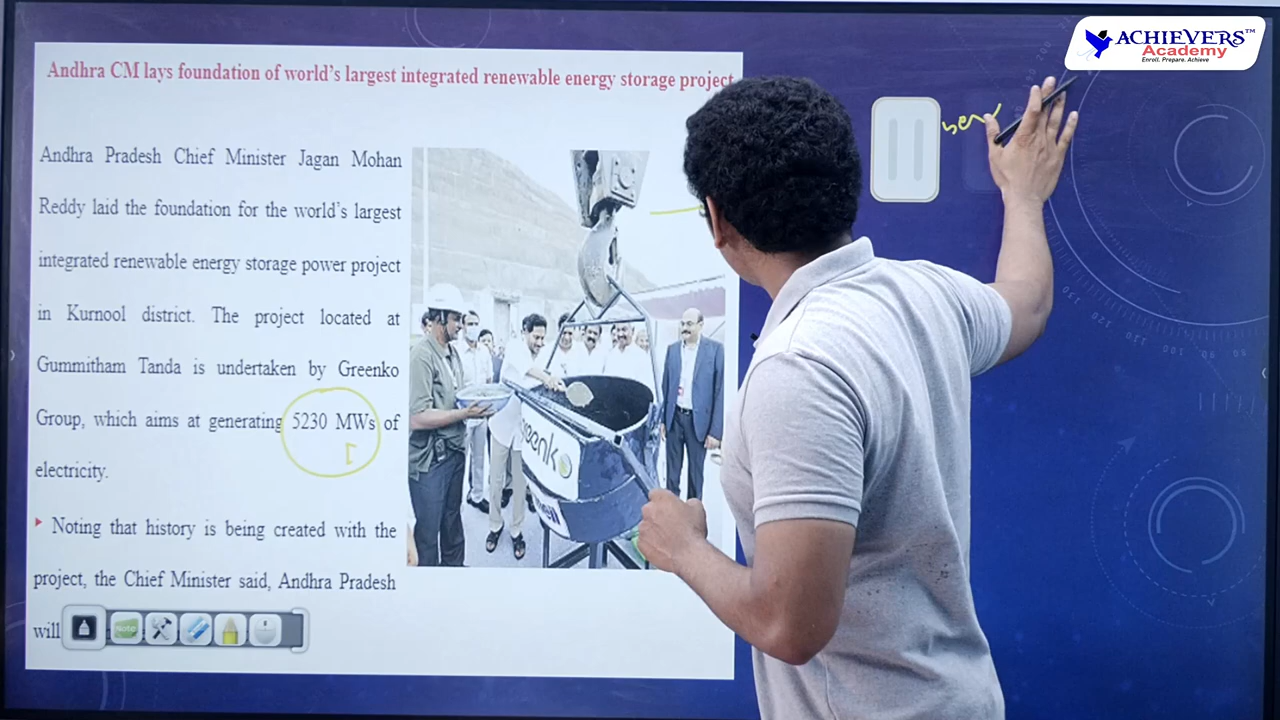 Andhra CM lays foundation of world's largest integrated renewable energy storage project
ACHIEVERS™
Academy
Enroll. Prepare. Achieve
Andhra Pradesh Chief Minister Jagan Mohan
Reddy laid the foundation for the world's largest
integrated renewable energy storage power project
in Kurnool district. The project located at
Gummitham Tanda is undertaken by Greenko
Group, which aims at generating 5230 MWs of
electricity.
▸ Noting that history is being created with the
project, the Chief Minister said, Andhra Pradesh
will
Note
greenko